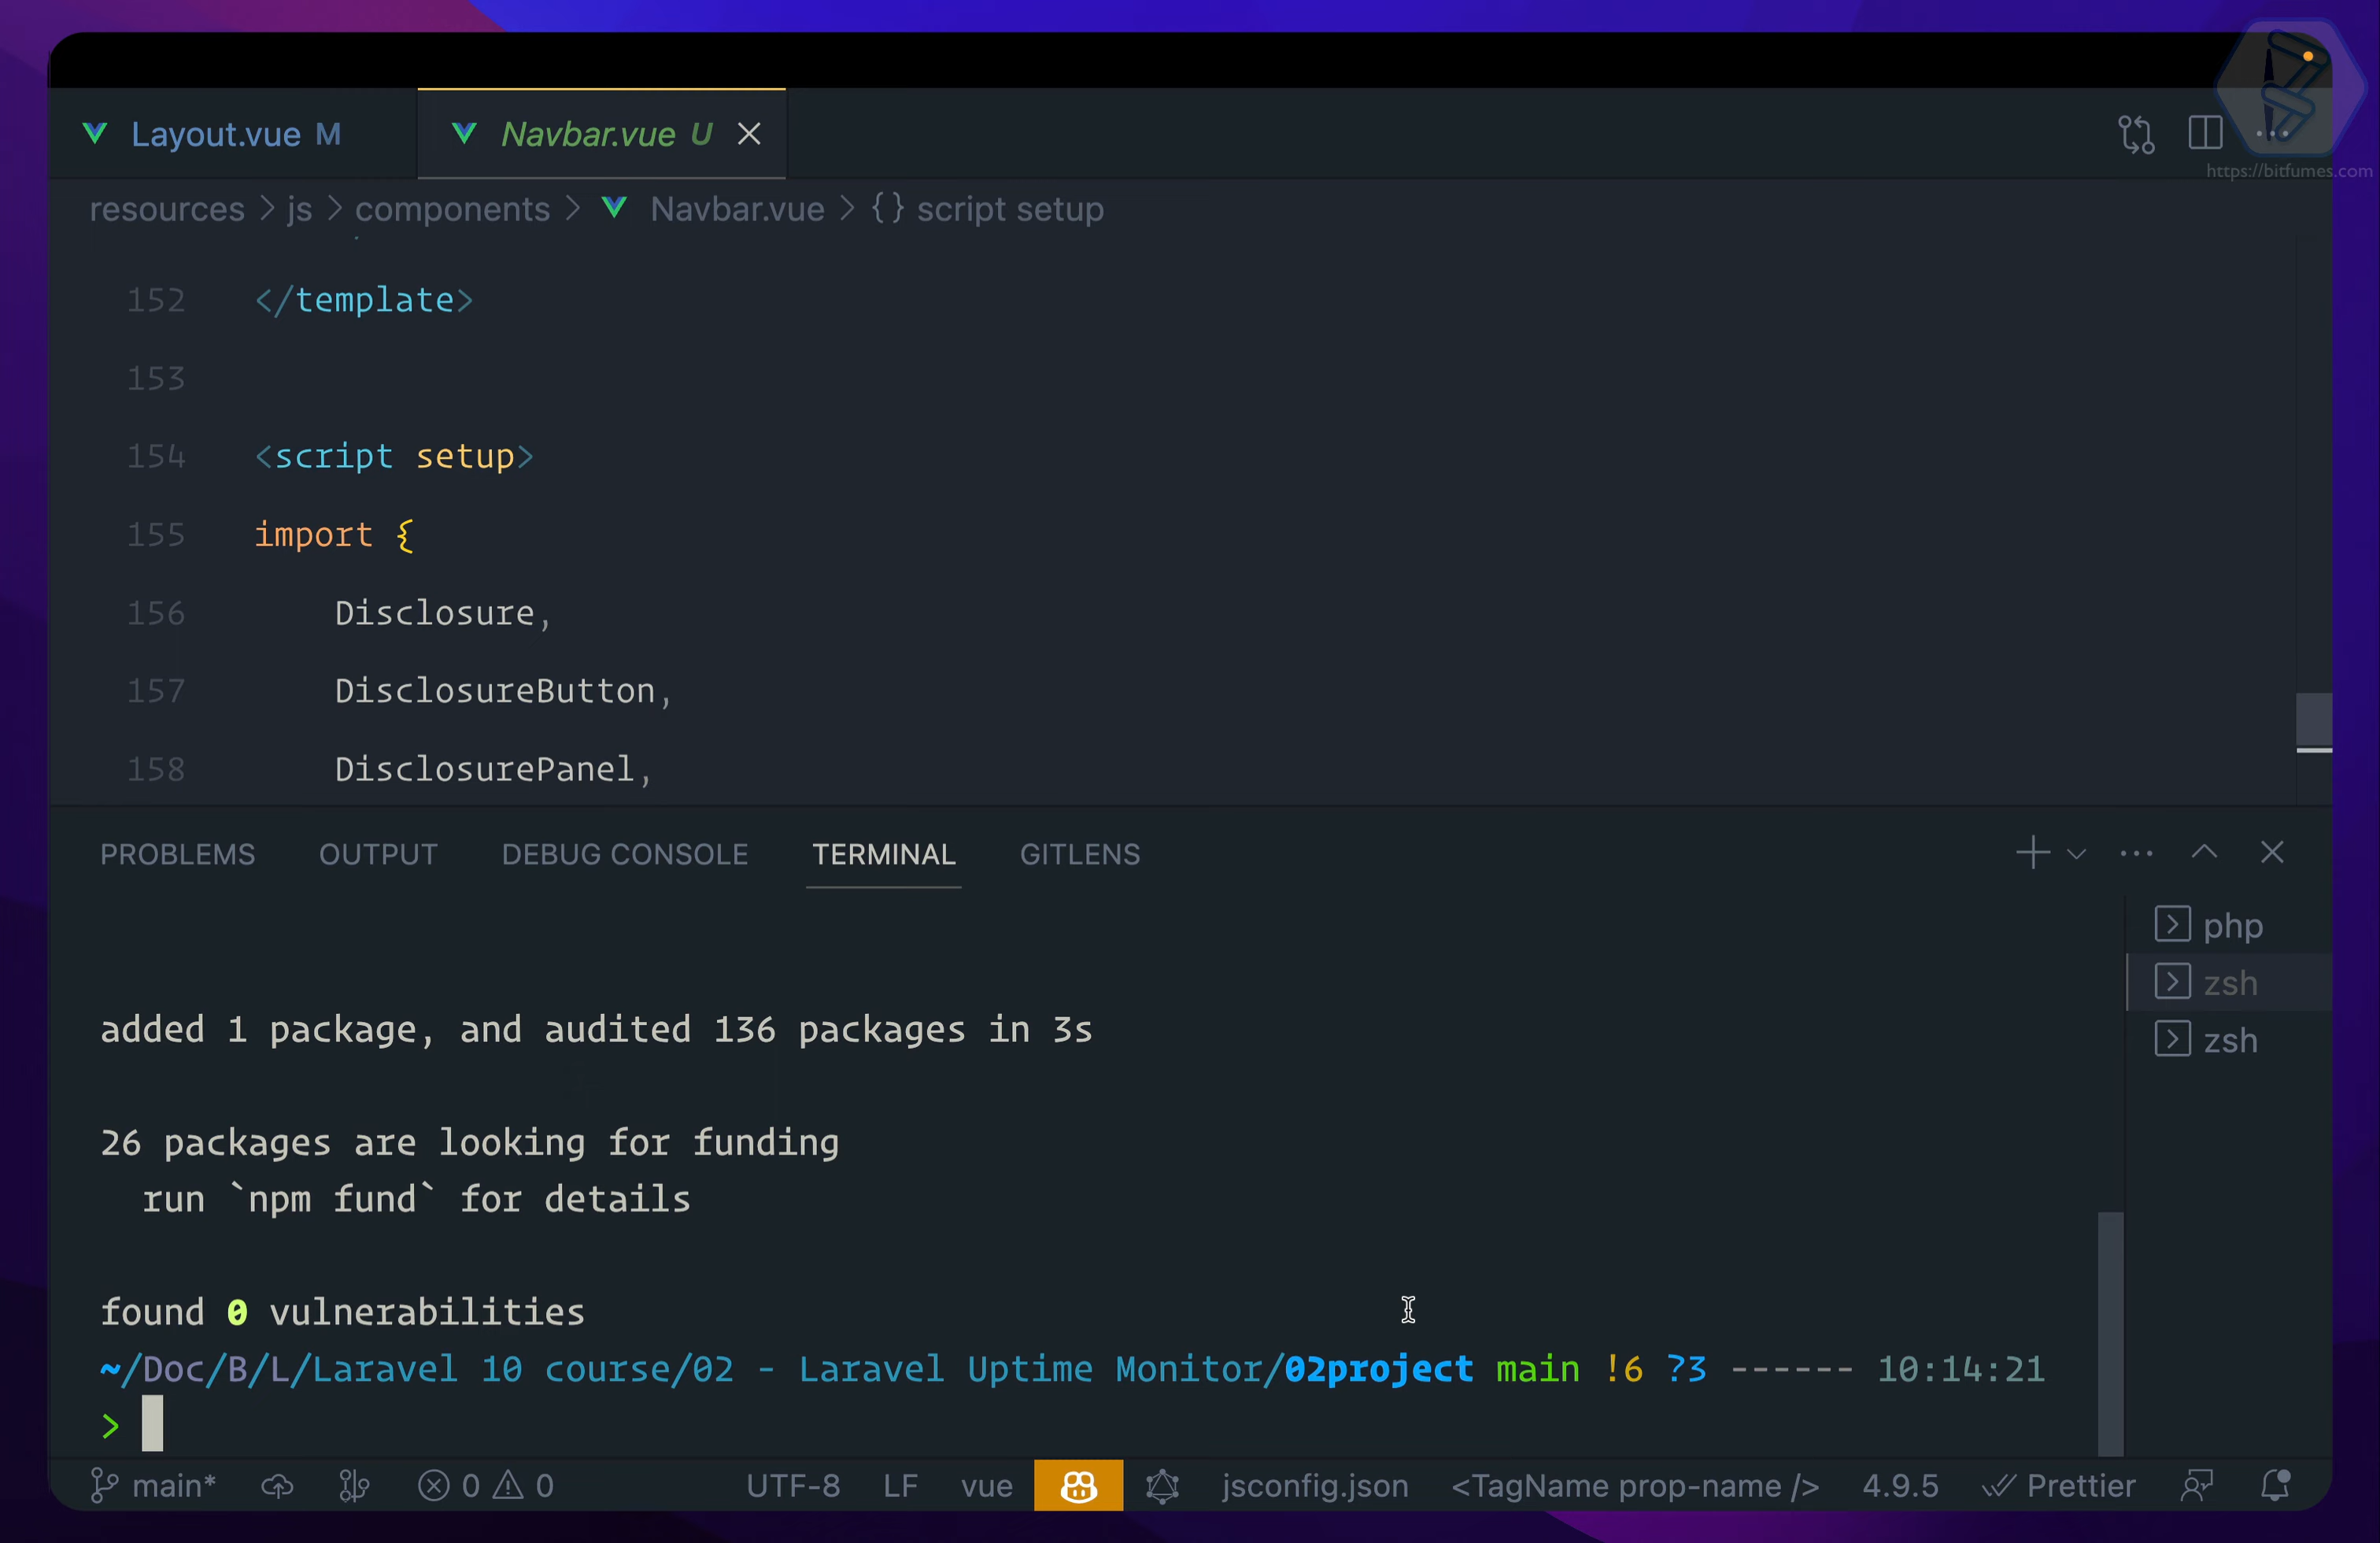 Layout.vue M
Navbar.vue U
https://bitfumes.com
resources > js > components > Navbar.vue > {} script setup
152 </template>
153
154 <script setup>
155 import {
156 Disclosure,
157 DisclosureButton,
158 DisclosurePanel,
PROBLEMS OUTPUT DEBUG CONSOLE TERMINAL GITLENS
php
zsh
zsh
added 1 package, and audited 136 packages in 3s
26 packages are looking for funding
run `npm fund` for details
found 0 vulnerabilities
~/Doc/B/L/Laravel 10 course/02 - Laravel Uptime Monitor/02project main !6 ?3 ------ 10:14:21
>
main* 0 0 UTF-8 LF vue jsconfig.json <TagName prop-name /> 4.9.5 Prettier